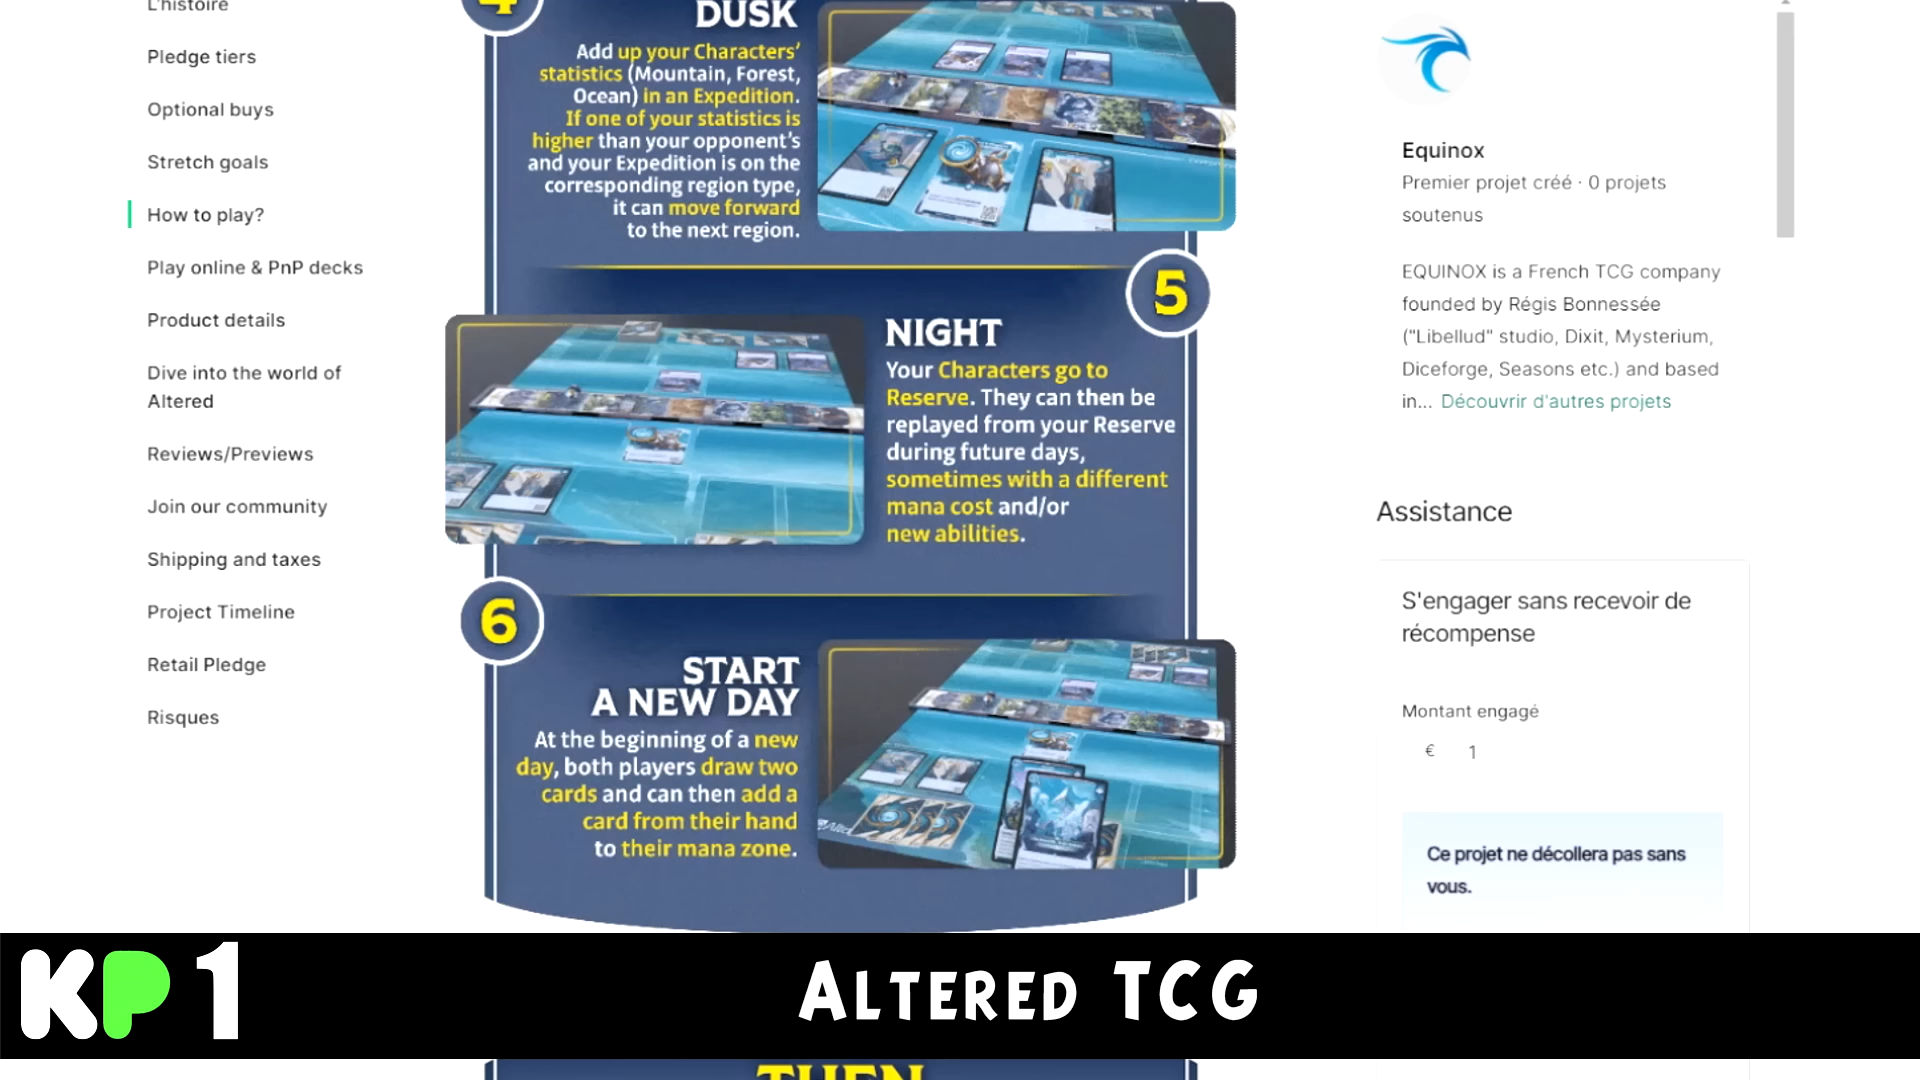 L'histoire
Pledge tiers
Optional buys
Stretch goals
How to play?
Play online & PnP decks
Product details
Dive into the world of
Altered
Reviews/Previews
Join our community
Shipping and taxes
Project Timeline
Retail Pledge
Risques
4
DUSK
Add up your Characters'
statistics (Mountain, Forest,
Ocean) in an Expedition.
If one of your statistics is
higher than your opponent's
and your Expedition is on the
corresponding region type,
it can move forward
to the next region.
5
NIGHT
Your Characters go to
Reserve. They can then be
replayed from your Reserve
during future days,
sometimes with a different
mana cost and/or
new abilities.
6
START
A NEW DAY
At the beginning of a new
day, both players draw two
cards and can then add a
card from their hand
to their mana zone.
THEN
Equinox
Premier projet créé · 0 projets
soutenus
EQUINOX is a French TCG company
founded by Régis Bonnessée
("Libellud" studio, Dixit, Mysterium,
Diceforge, Seasons etc.) and based
in... Découvrir d'autres projets
Assistance
S'engager sans recevoir de
récompense
Montant engagé
€ 1
Ce projet ne décollera pas sans
vous.
KP 1
ALTERED TCG